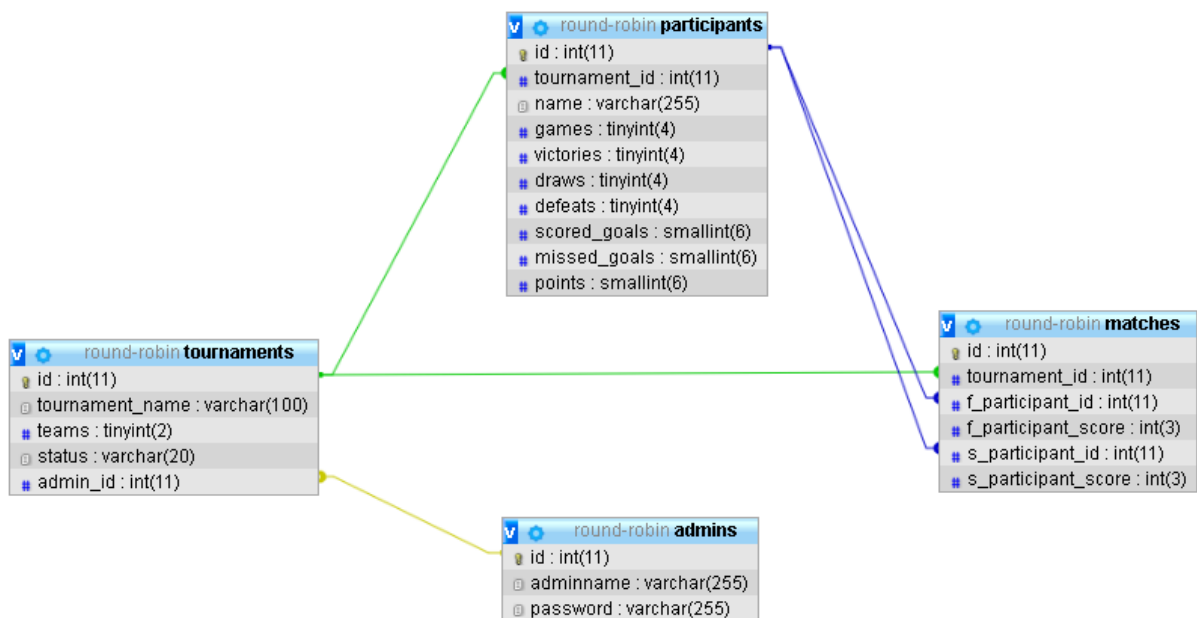 v round-robin participants
id : int(11)
# tournament_id : int(11)
name : varchar(255)
# games : tinyint(4)
# victories : tinyint(4)
# draws : tinyint(4)
# defeats : tinyint(4)
# scored_goals : smallint(6)
# missed_goals : smallint(6)
# points : smallint(6)
v round-robin tournaments
id : int(11)
tournament_name : varchar(100)
# teams : tinyint(2)
status : varchar(20)
# admin_id : int(11)
v round-robin matches
id : int(11)
# tournament_id : int(11)
# f_participant_id : int(11)
# f_participant_score : int(3)
# s_participant_id : int(11)
# s_participant_score : int(3)
v round-robin admins
id : int(11)
adminname : varchar(255)
password : varchar(255)